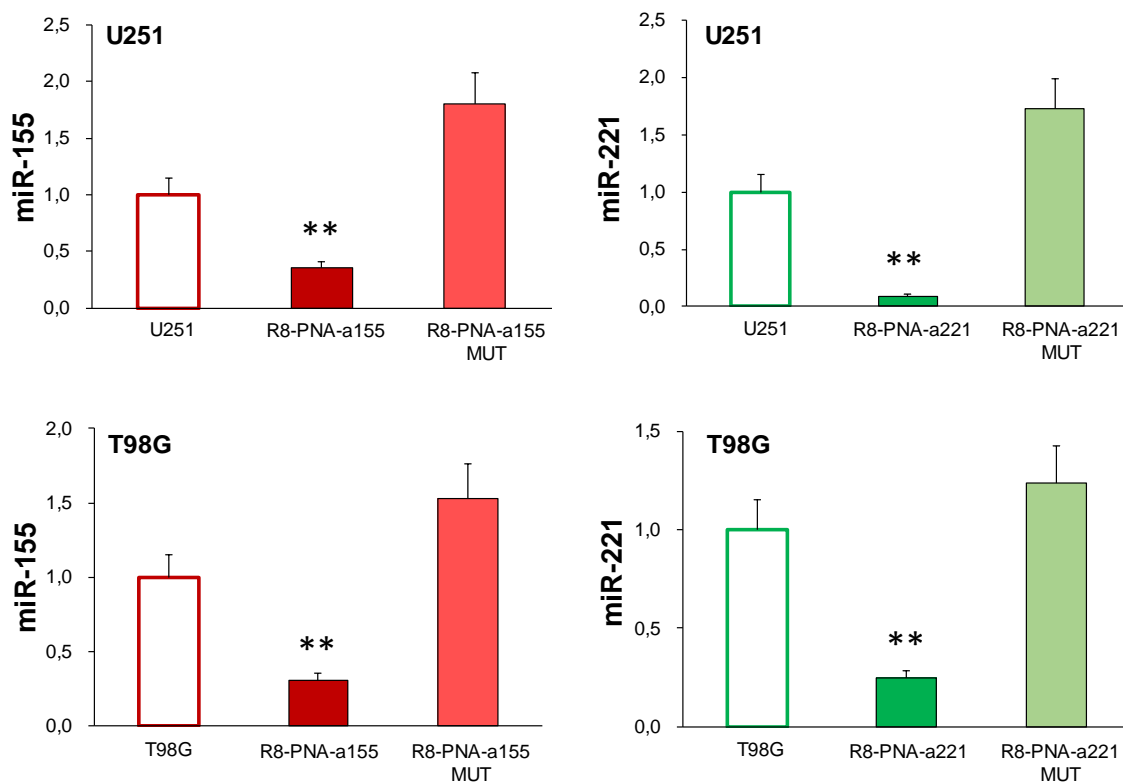 U251
miR-155
2,5
2,0
1,5
1,0
0,5
0,0
**
U251
R8-PNA-a155
R8-PNA-a155
MUT
U251
miR-221
2,5
2,0
1,5
1,0
0,5
0,0
**
U251
R8-PNA-a221
R8-PNA-a221
MUT
T98G
miR-155
2,0
1,5
1,0
0,5
0,0
**
T98G
R8-PNA-a155
R8-PNA-a155
MUT
T98G
miR-221
1,5
1,0
0,5
0,0
**
T98G
R8-PNA-a221
R8-PNA-a221
MUT